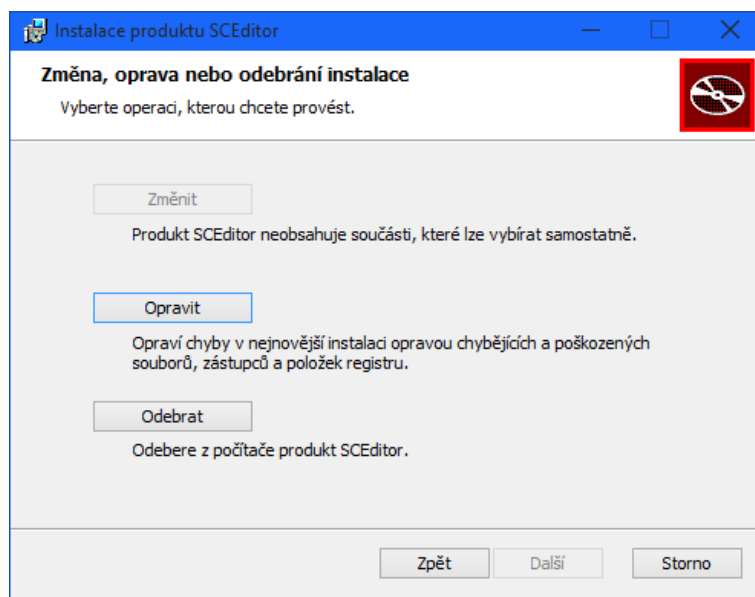 Instalace produktu SCEditor
Změna, oprava nebo odebrání instalace
Vyberte operaci, kterou chcete provést.
Změnit
Produkt SCEditor neobsahuje součásti, které lze vybírat samostatně.
Opravit
Opraví chyby v nejnovější instalaci opravou chybějících a poškozených
souborů, zástupců a položek registru.
Odebrat
Odebere z počítače produkt SCEditor.
Zpět Další Storno